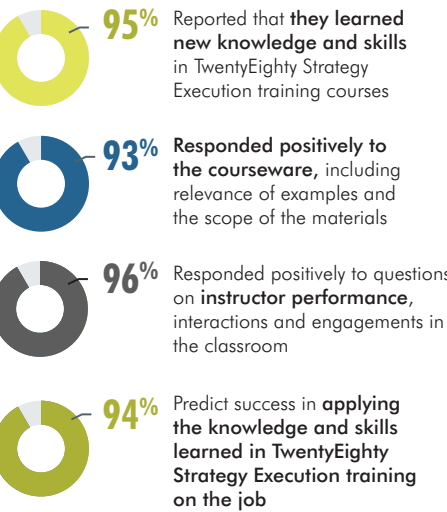 95% Reported that they learned
new knowledge and skills
in TwentyEighty Strategy
Execution training courses
93% Responded positively to
the courseware, including
relevance of examples and
the scope of the materials
96% Responded positively to questions
on instructor performance,
interactions and engagements in
the classroom
94% Predict success in applying
the knowledge and skills
learned in TwentyEighty
Strategy Execution training
on the job